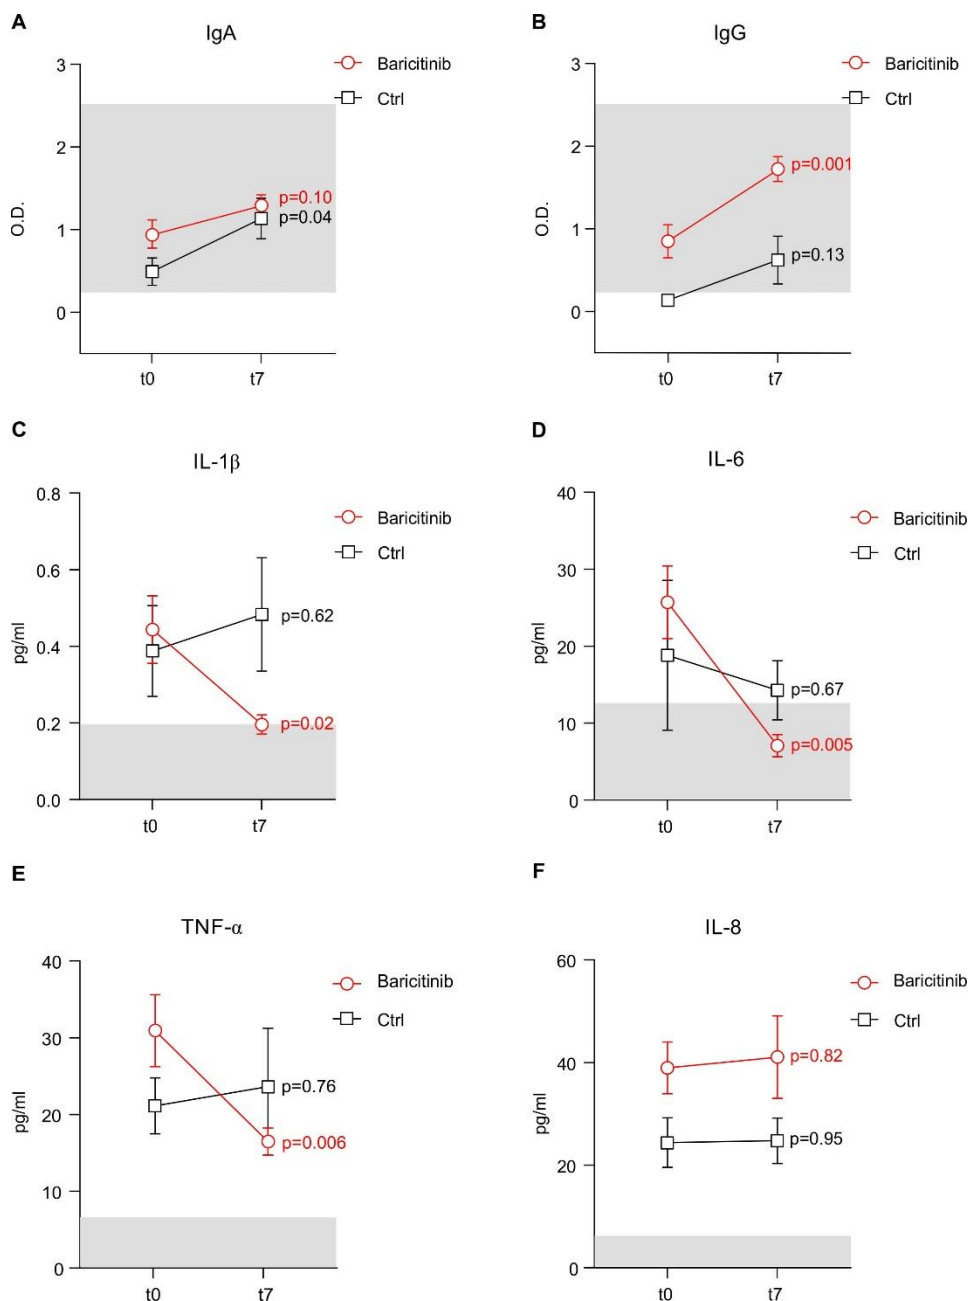 A
IgA
Baricitinib
Ctrl
3
2
1
0
O.D.
p=0.10
p=0.04
t0
t7
B
IgG
Baricitinib
Ctrl
3
2
1
0
O.D.
p=0.001
p=0.13
t0
t7
C
IL-1β
Baricitinib
Ctrl
0.8
0.6
0.4
0.2
0.0
pg/ml
p=0.62
p=0.02
t0
t7
D
IL-6
Baricitinib
Ctrl
40
30
20
10
0
pg/ml
p=0.67
p=0.005
t0
t7
E
TNF-α
Baricitinib
Ctrl
40
30
20
10
0
pg/ml
p=0.76
p=0.006
t0
t7
F
IL-8
Baricitinib
Ctrl
60
40
20
0
pg/ml
p=0.82
p=0.95
t0
t7